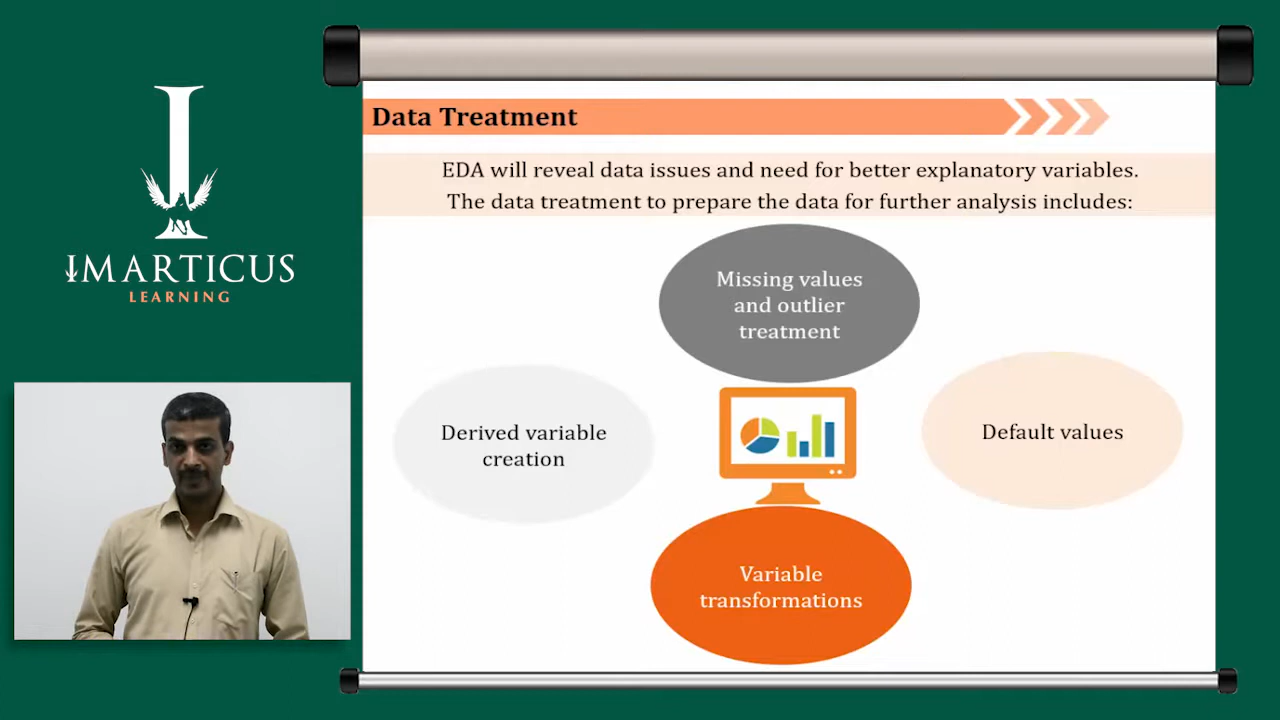 IMARTICUS
LEARNING
Data Treatment
EDA will reveal data issues and need for better explanatory variables.
The data treatment to prepare the data for further analysis includes:
Missing values
and outlier
treatment
Derived variable
creation
Default values
Variable
transformations